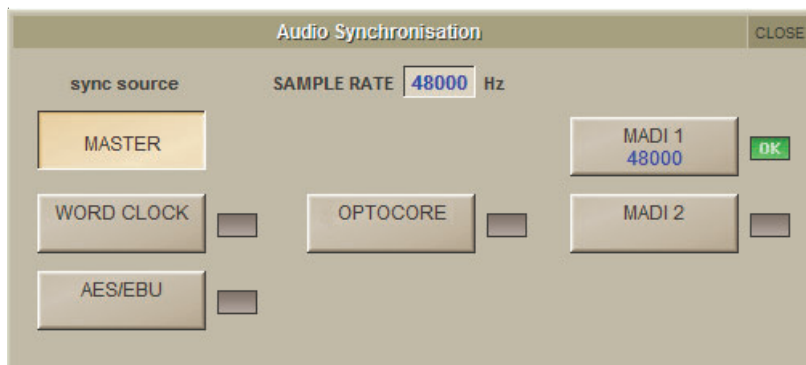 Audio Synchronisation
CLOSE
sync source
SAMPLE RATE 48000 Hz
MASTER
MADI 1
48000
OK
WORD CLOCK
OPTOCORE
MADI 2
AES/EBU